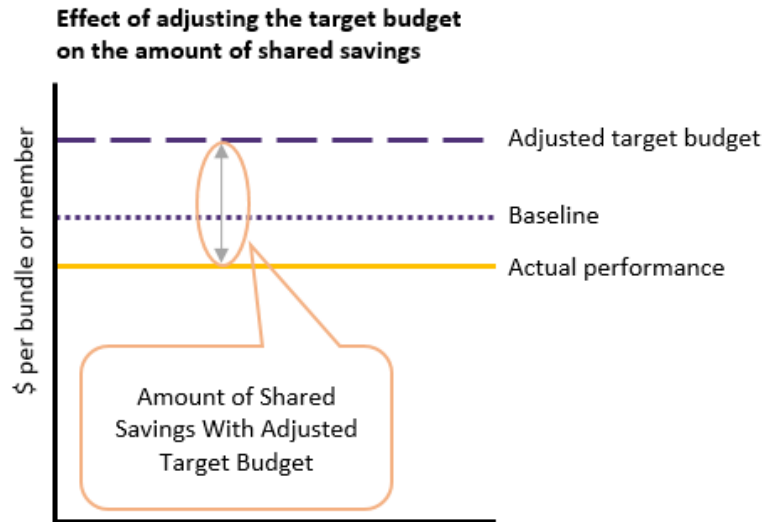 Effect of adjusting the target budget
on the amount of shared savings
$ per bundle or member
Adjusted target budget
Baseline
Actual performance
Amount of Shared
Savings With Adjusted
Target Budget